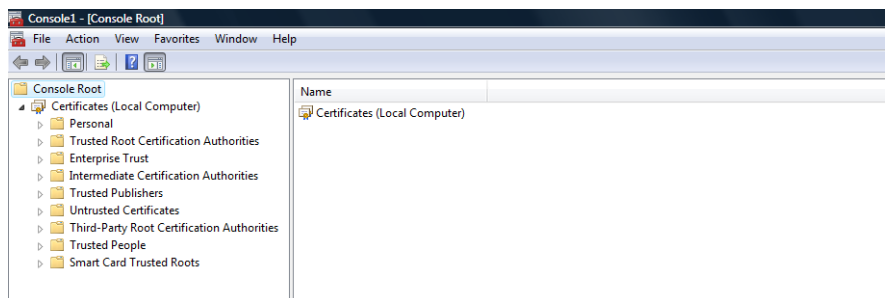 Console1 - [Console Root]
File Action View Favorites Window Help
Console Root
Certificates (Local Computer)
Personal
Trusted Root Certification Authorities
Enterprise Trust
Intermediate Certification Authorities
Trusted Publishers
Untrusted Certificates
Third-Party Root Certification Authorities
Trusted People
Smart Card Trusted Roots
Name
Certificates (Local Computer)